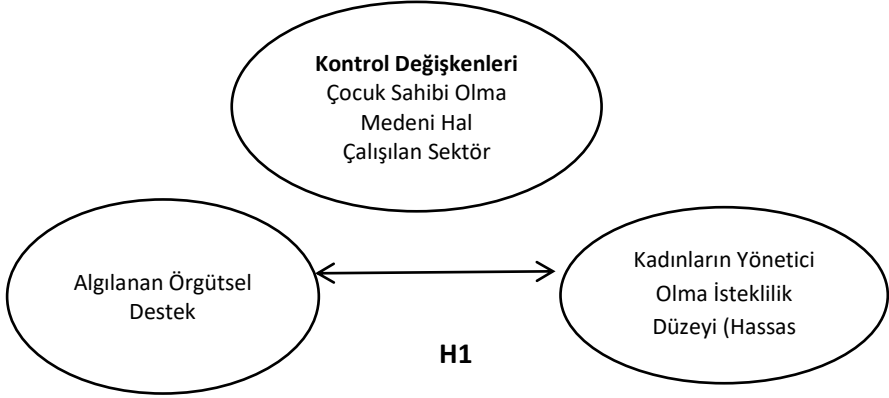 Kontrol Değişkenleri
Çocuk Sahibi Olma
Medeni Hal
Çalışılan Sektör
Algılanan Örgütsel
Destek
Kadınların Yönetici
Olma İsteklilik
Düzeyi (Hassas
H1